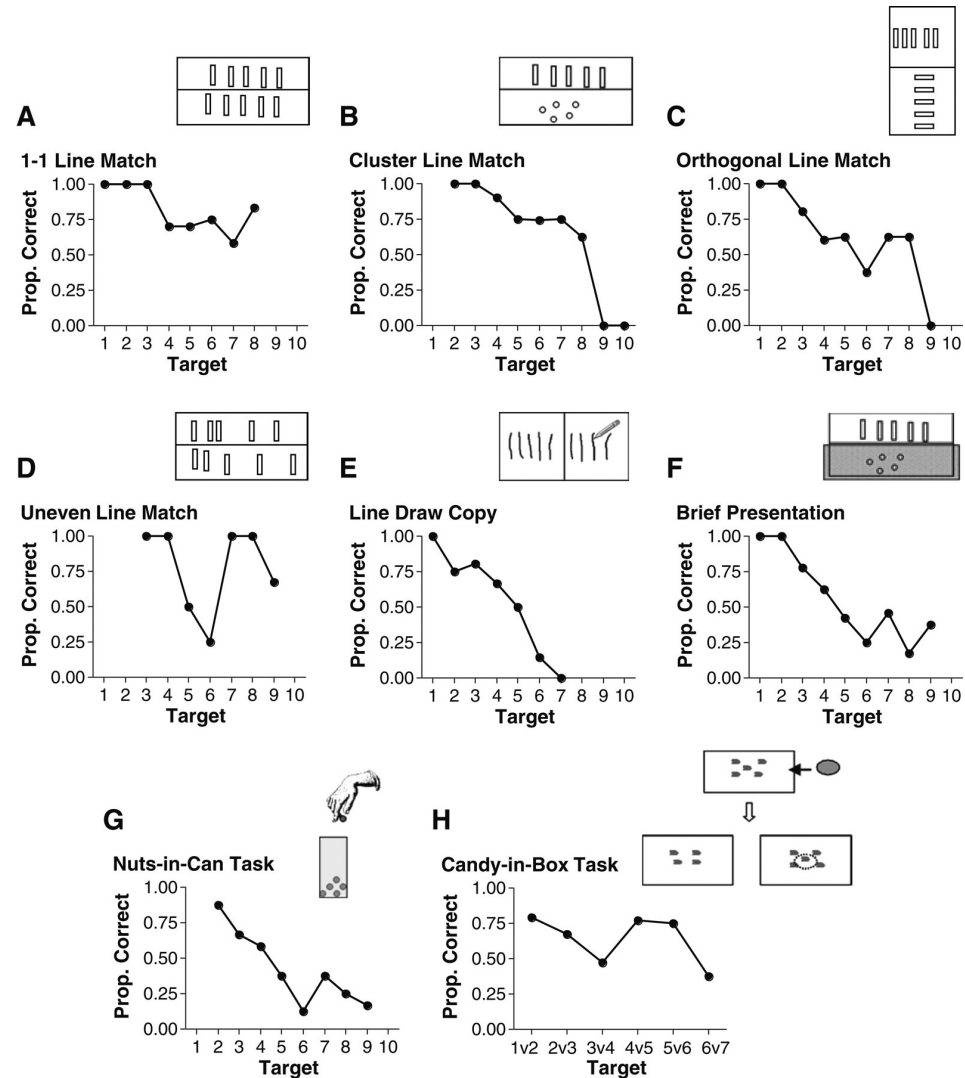 A
1-1 Line Match
Prop. Correct
1.00
0.75
0.50
0.25
0.00
1 2 3 4 5 6 7 8 9 10
Target
B
Cluster Line Match
Prop. Correct
1.00
0.75
0.50
0.25
0.00
1 2 3 4 5 6 7 8 9 10
Target
C
Orthogonal Line Match
Prop. Correct
1.00
0.75
0.50
0.25
0.00
1 2 3 4 5 6 7 8 9 10
Target
D
Uneven Line Match
Prop. Correct
1.00
0.75
0.50
0.25
0.00
1 2 3 4 5 6 7 8 9 10
Target
E
Line Draw Copy
Prop. Correct
1.00
0.75
0.50
0.25
0.00
1 2 3 4 5 6 7 8 9 10
Target
F
Brief Presentation
Prop. Correct
1.00
0.75
0.50
0.25
0.00
1 2 3 4 5 6 7 8 9 10
Target
G
Nuts-in-Can Task
Prop. Correct
1.00
0.75
0.50
0.25
0.00
1 2 3 4 5 6 7 8 9 10
Target
H
Candy-in-Box Task
Prop. Correct
1.00
0.75
0.50
0.25
0.00
1v2 2v3 3v4 4v5 5v6 6v7
Target